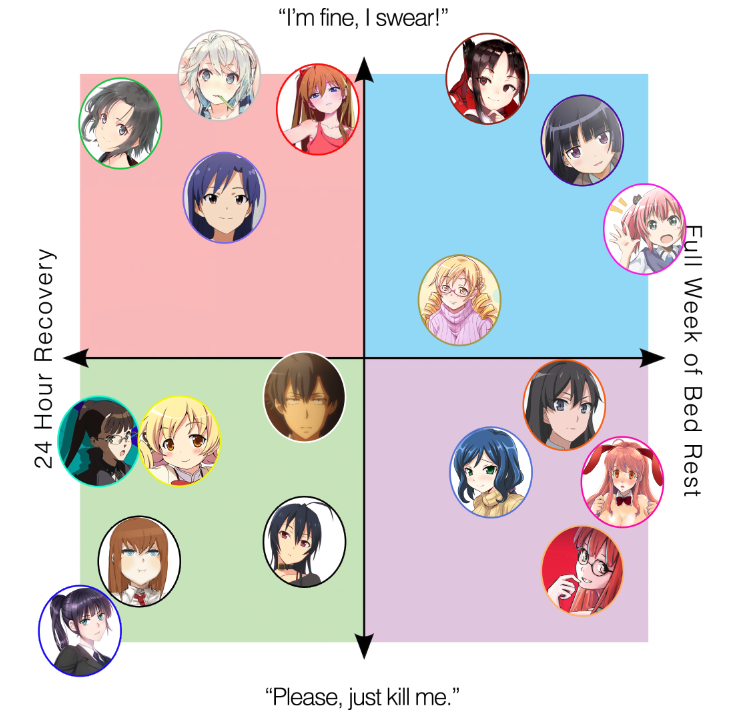 “I’m fine, I swear!”
24 Hour Recovery
Full Week of Bed Rest
“Please, just kill me.”